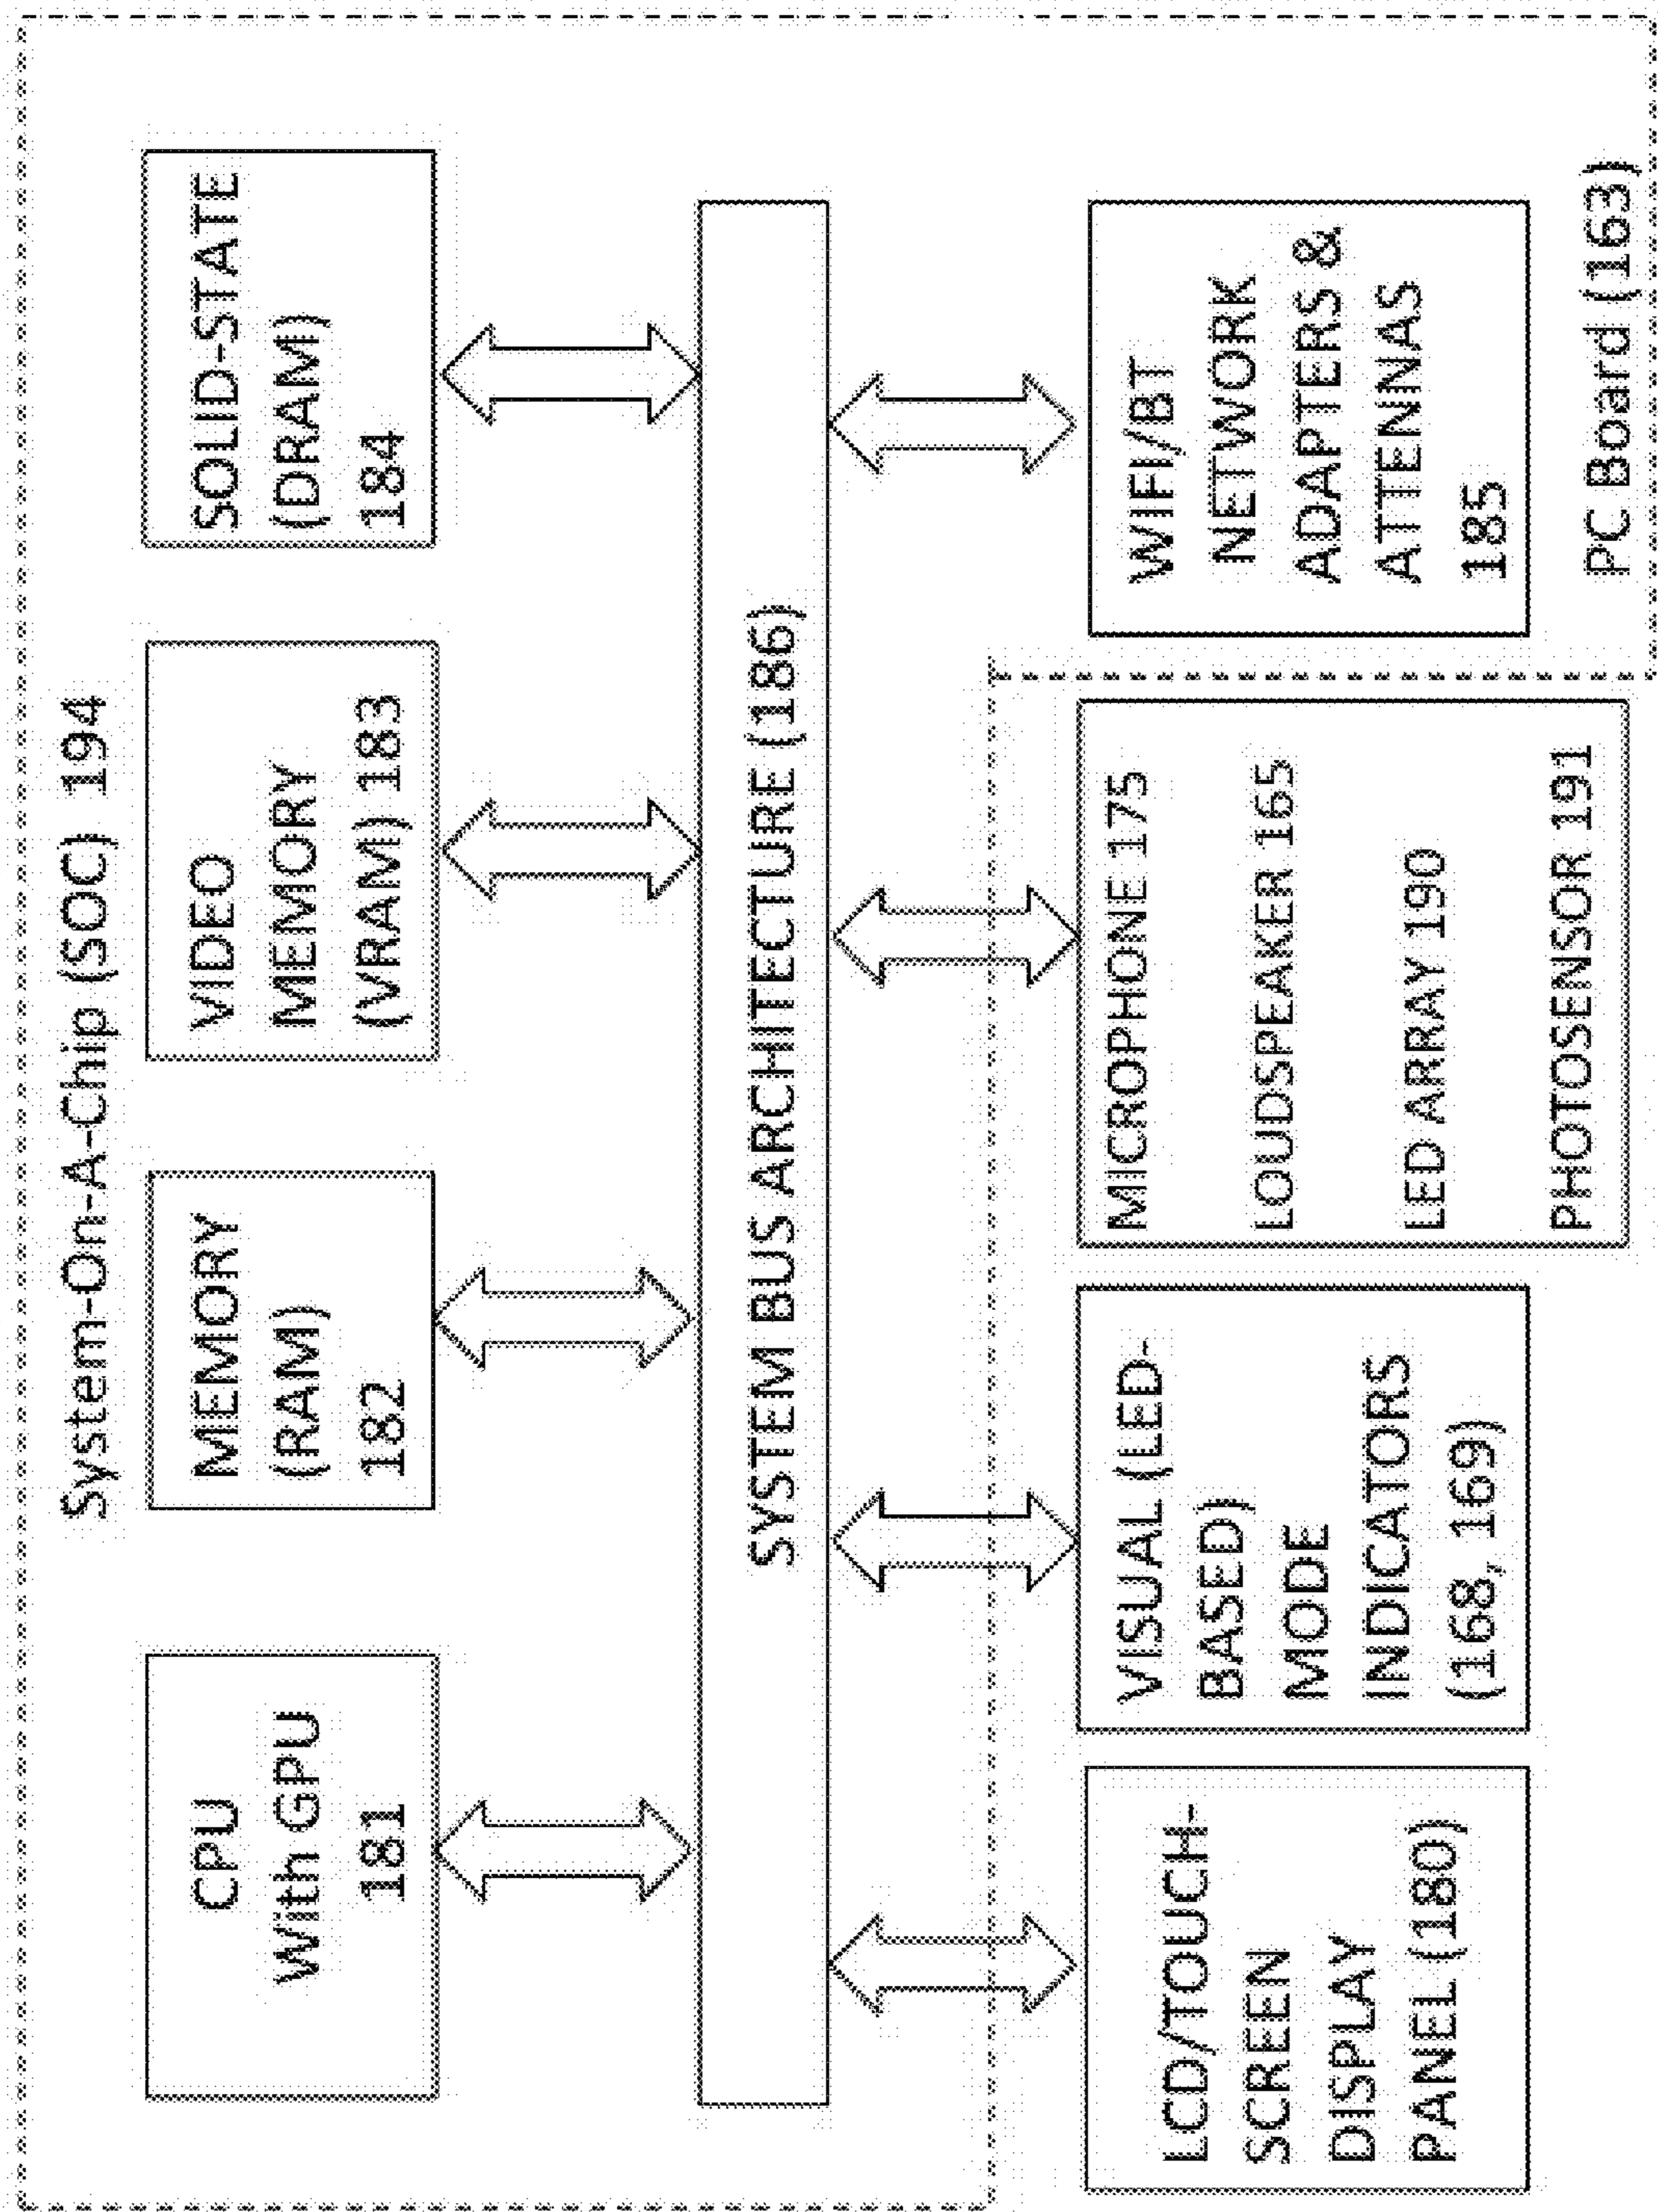 System-On-A-Chip (SOC) 194
CPU
With GPU
181
MEMORY
(RAM)
182
VIDEO
MEMORY
(VRAM) 183
SOLID-STATE
(DRAM)
184
SYSTEM BUS ARCHITECTURE (186)
LCD/TOUCH-
SCREEN
DISPLAY
PANEL (180)
VISUAL (LED-
BASED)
MODE
INDICATORS
(168, 169)
MICROPHONE 175
LOUDSPEAKER 165
LED ARRAY 190
PHOTOSENSOR 191
WIFI/BT
NETWORK
ADAPTERS &
ATTENNAS
185
PC Board (163)